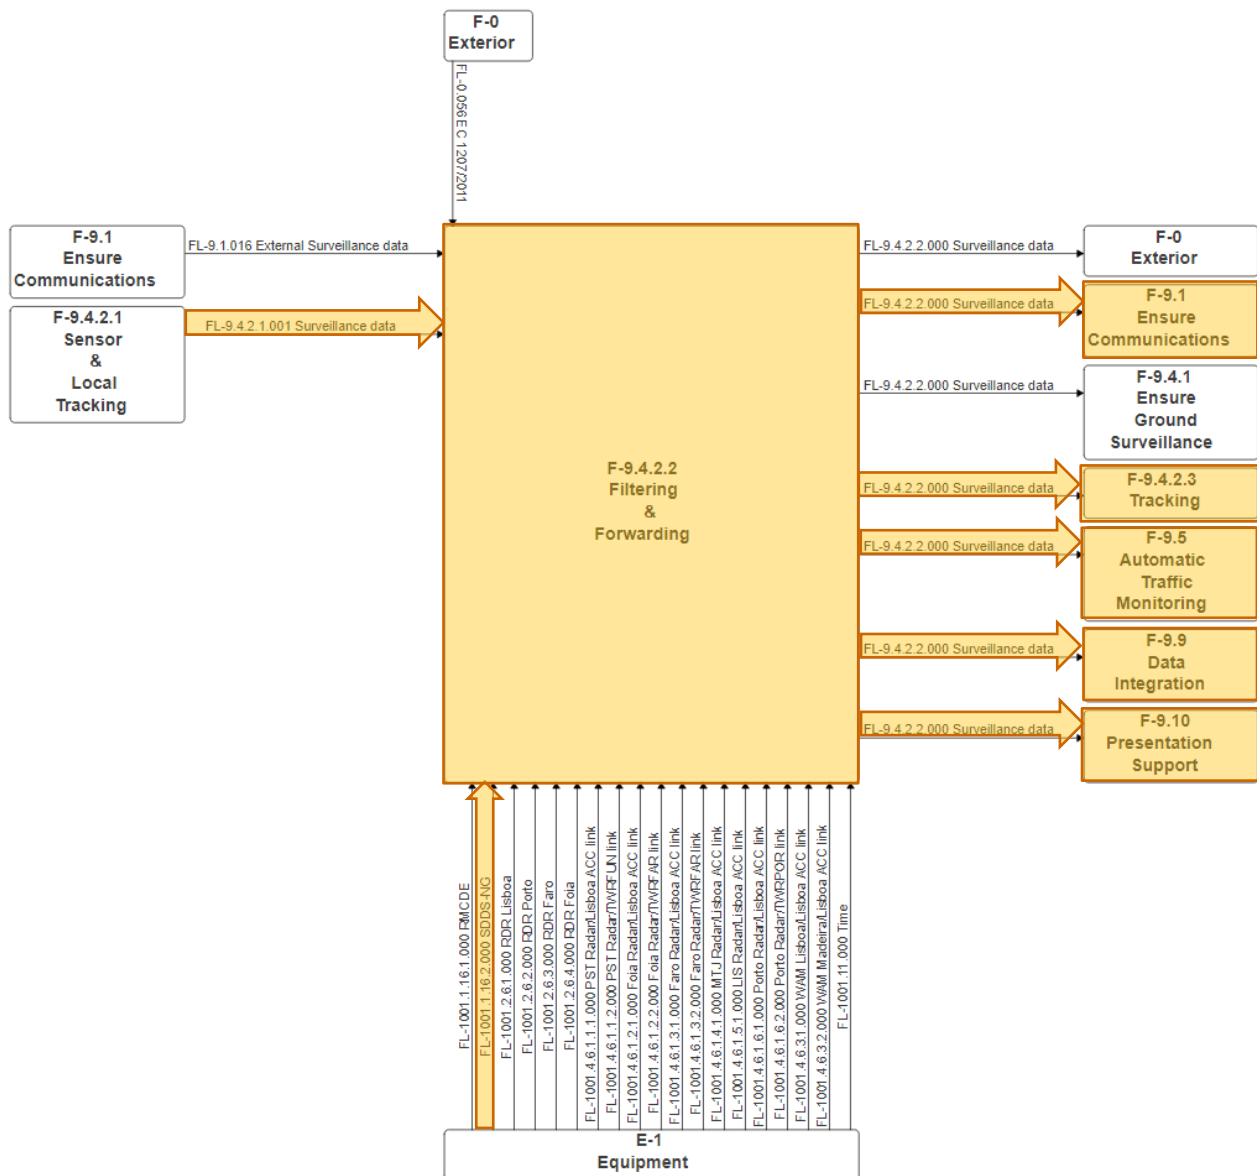 F-0
Exterior
FL-0.056 E C 1207/2011
F-9.1
Ensure
Communications
FL-9.1.016 External Surveillance data
F-9.4.2.1
Sensor
&
Local
Tracking
FL-9.4.2.1.001 Surveillance data
F-9.4.2.2
Filtering
&
Forwarding
FL-9.4.2.2.000 Surveillance data
F-0
Exterior
FL-9.4.2.2.000 Surveillance data
F-9.1
Ensure
Communications
FL-9.4.2.2.000 Surveillance data
F-9.4.1
Ensure
Ground
Surveillance
FL-9.4.2.2.000 Surveillance data
F-9.4.2.3
Tracking
FL-9.4.2.2.000 Surveillance data
F-9.5
Automatic
Traffic
Monitoring
FL-9.4.2.2.000 Surveillance data
F-9.9
Data
Integration
FL-9.4.2.2.000 Surveillance data
F-9.10
Presentation
Support
FL-1001.1.16.1.000 RMCDE
FL-1001.1.16.2.000 SDDS-NG
FL-1001.2.6.1.000 RDR Lisboa
FL-1001.2.6.2.000 RDR Porto
FL-1001.2.6.3.000 RDR Faro
FL-1001.2.6.4.000 RDR Foia
FL-1001.4.6.1.1.1.000 PST Radar/Lisboa ACC link
FL-1001.4.6.1.1.2.000 PST Radar/TWRFUN link
FL-1001.4.6.1.2.1.000 Foia Radar/Lisboa ACC link
FL-1001.4.6.1.2.2.000 Foia Radar/TWRFAR link
FL-1001.4.6.1.3.1.000 Faro Radar/Lisboa ACC link
FL-1001.4.6.1.3.2.000 Faro Radar/TWRFAR link
FL-1001.4.6.1.4.1.000 MTJ Radar/Lisboa ACC link
FL-1001.4.6.1.5.1.000 LIS Radar/Lisboa ACC link
FL-1001.4.6.1.6.1.000 Porto Radar/Lisboa ACC link
FL-1001.4.6.1.6.2.000 Porto Radar/TWRPOR link
FL-1001.4.6.3.1.000 WAM Lisboa/Lisboa ACC link
FL-1001.4.6.3.2.000 WAM Madeira/Lisboa ACC link
FL-1001.11.000 Time
E-1
Equipment